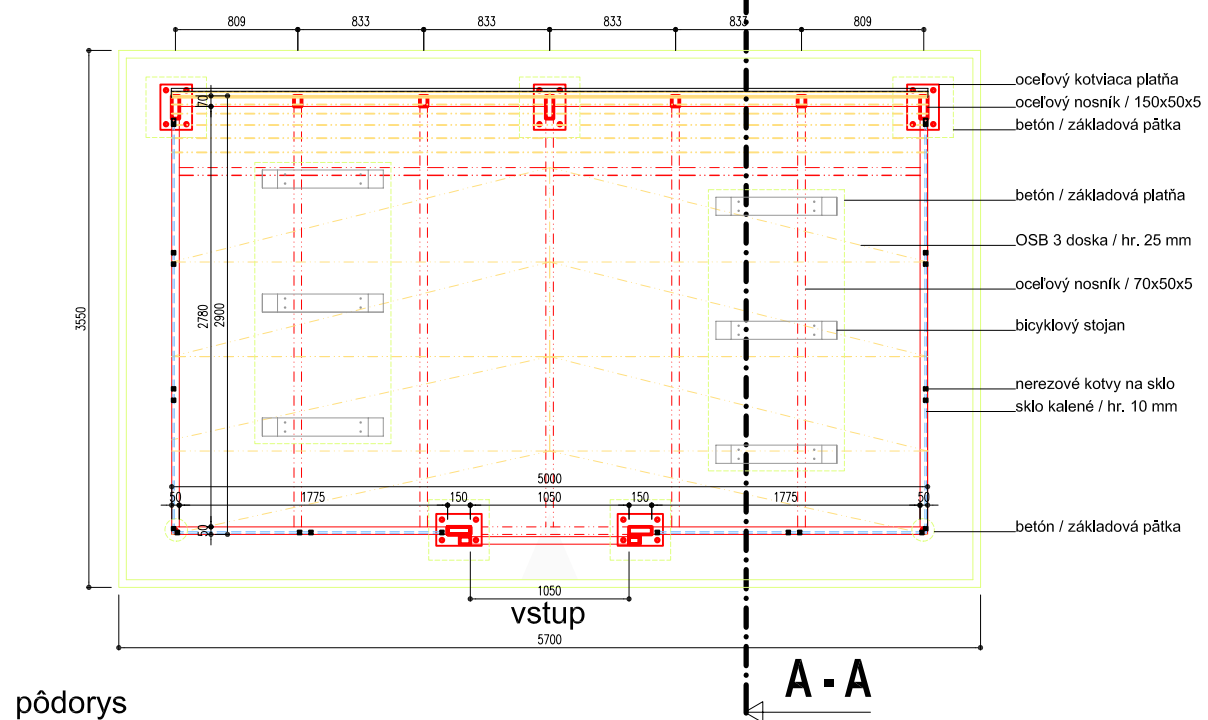 809 833 833 833 833 809
oceľový kotviaca platňa
oceľový nosník / 150x50x5
betón / základová pätka
betón / základová platňa
OSB 3 doska / hr. 25 mm
oceľový nosník / 70x50x5
bicyklový stojan
nerezové kotvy na sklo
sklo kalené / hr. 10 mm
betón / základová pätka
70
3550
2780
2900
5000
50 1775 150 1050 150 1775 50
50
1050
vstup
5700
A - A
pôdorys